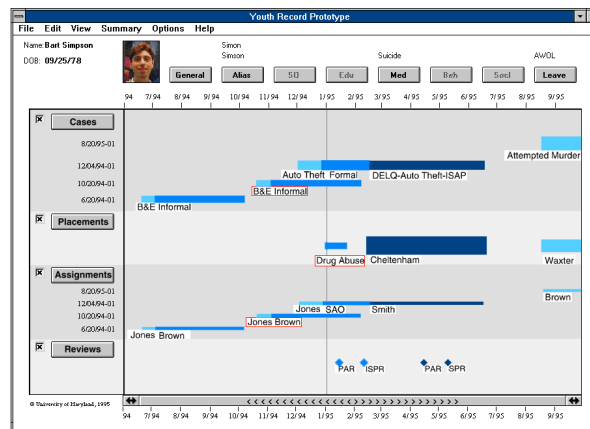 Youth Record Prototype
File Edit View Summary Options Help
Name: Bart Simpson
DOB: 09/25/78
Simon
Simson
Suicide
AWOL
General Alias SD Edu Med Beh Socl Leave
94 7/94 8/94 9/94 10/94 11/94 12/94 1/95 2/95 3/95 4/95 5/95 6/95 7/95 8/95 9/95
Cases
8/20/95-01
Attempted Murder
12/04/94-01
Auto Theft Formal DELQ-Auto Theft-ISAP
10/20/94-01
B&E Informal
6/20/94-01
B&E Informal
Placements
Drug Abuse Cheltenham Waxter
Assignments
8/20/95-01
Brown
12/04/94-01
Jones SAO Smith
10/20/94-01
Jones Brown
6/20/94-01
Jones Brown
Reviews
PAR ISPR PAR SPR
© University of Maryland, 1995
<<<<<<<<<<<<<<>>>>>>>>>>>>>>
94 7/94 8/94 9/94 10/94 11/94 12/94 1/95 2/95 3/95 4/95 5/95 6/95 7/95 8/95 9/95